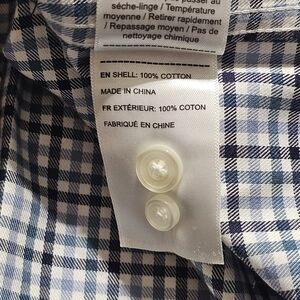 sèche-linge / Température
moyenne / Retirer rapidement
/ Repassage moyen / Pas de
nettoyage chimique
EN SHELL: 100% COTTON
MADE IN CHINA
FR EXTÉRIEUR: 100% COTON
FABRIQUÉ EN CHINE